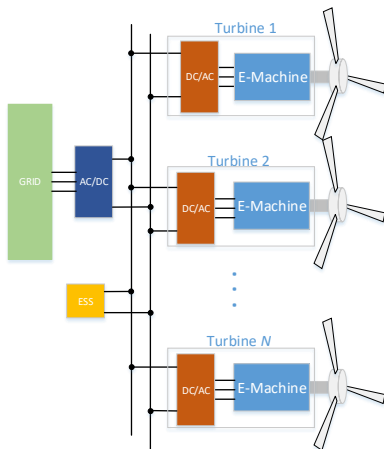 Turbine 1
DC/AC
E-Machine
GRID
AC/DC
Turbine 2
DC/AC
E-Machine
ESS
Turbine N
DC/AC
E-Machine